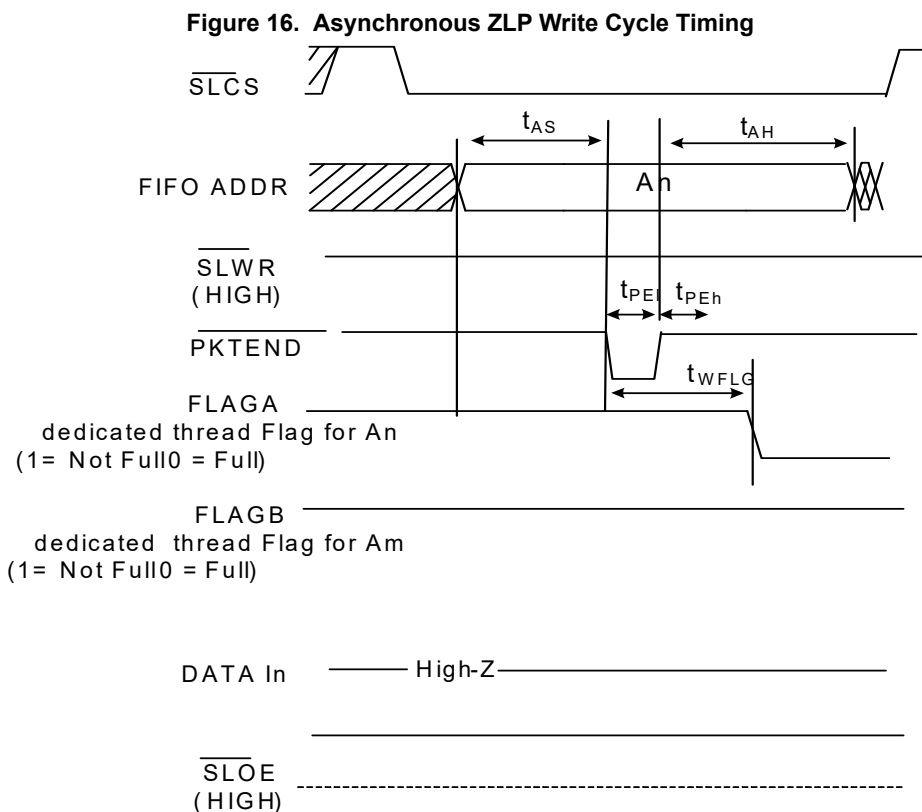 Figure 16. Asynchronous ZLP Write Cycle Timing
SLCS
tAS
tAH
FIFO ADDR
An
SLWR
(HIGH)
tPEl
tPEh
PKTEND
tWFLG
FLAGA
dedicated thread Flag for An
(1= Not Full0 = Full)
FLAGB
dedicated thread Flag for Am
(1= Not Full0 = Full)
DATA In
High-Z
SLOE
(HIGH)